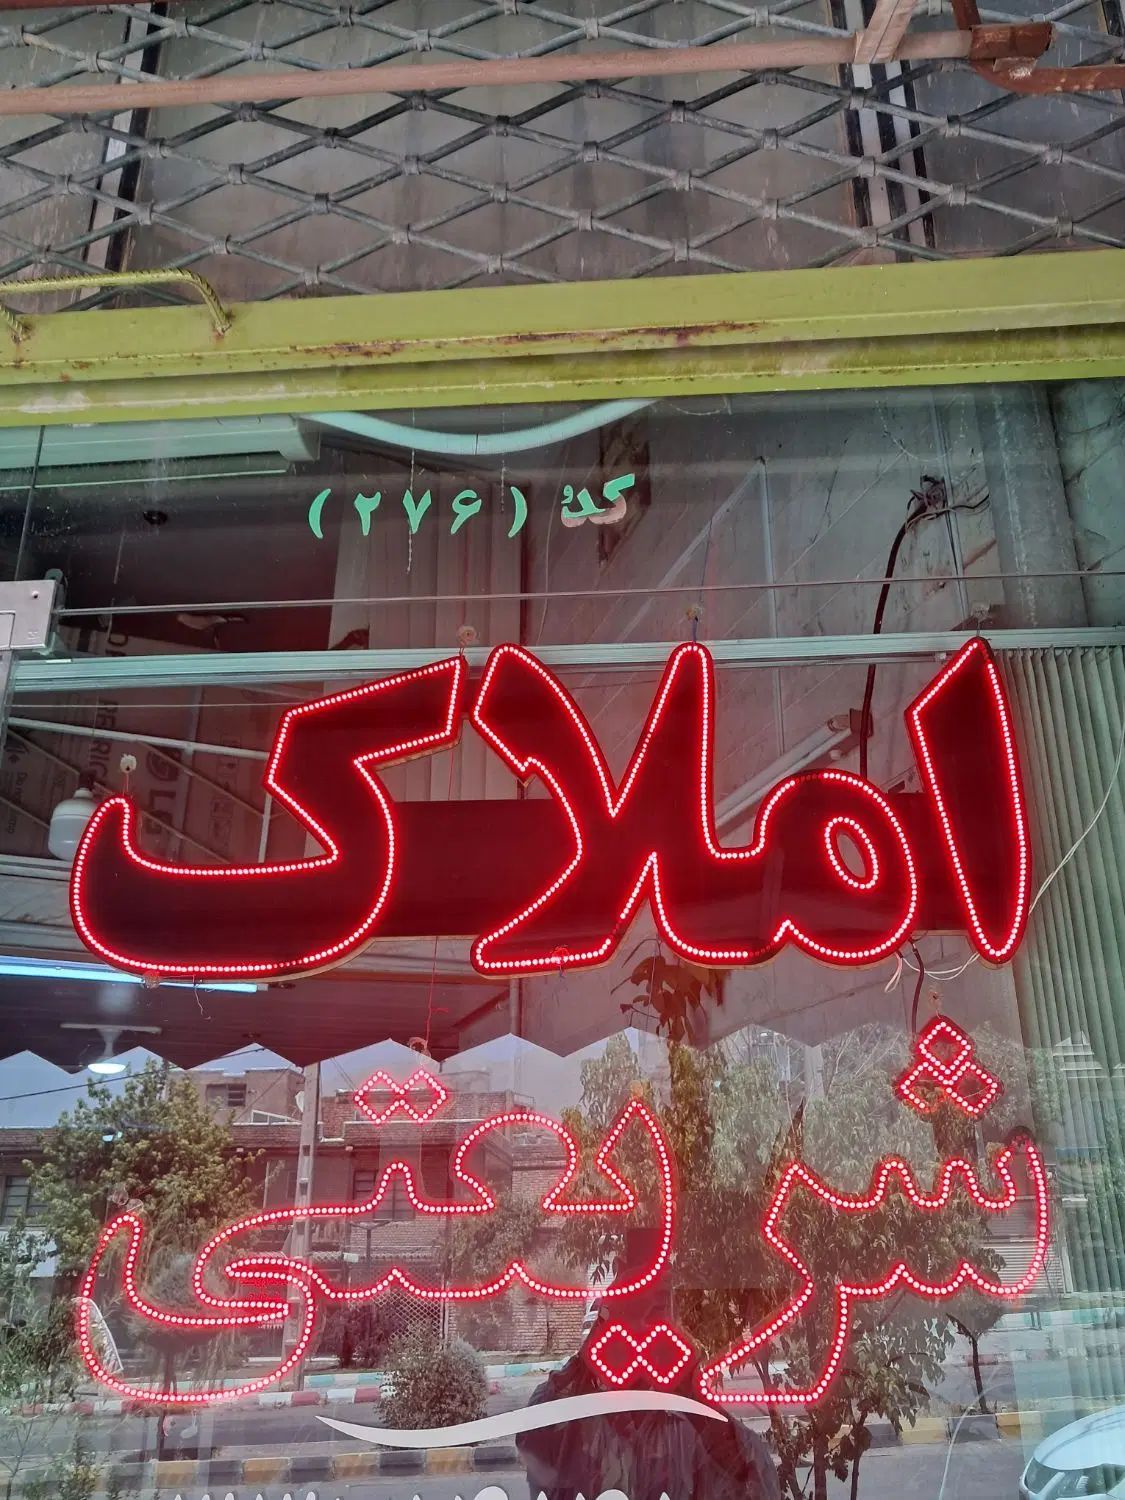 کد (۲۷۶)
املاک
شریعتی